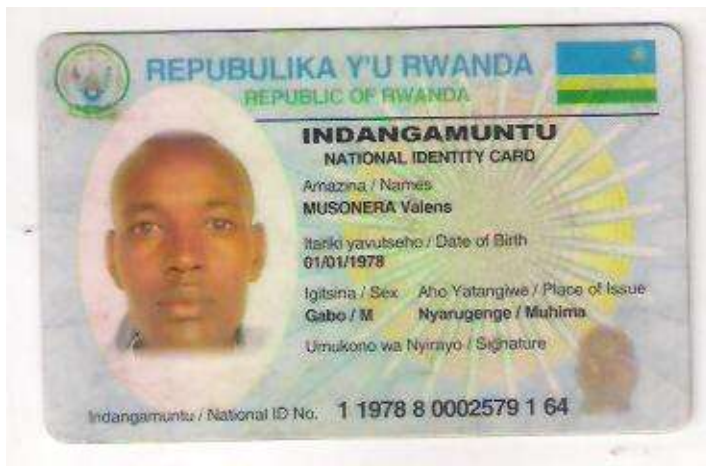 REPUBULIKA Y'U RWANDA
REPUBLIC OF RWANDA
INDANGAMUNTU
NATIONAL IDENTITY CARD
Amazina / Names
MUSONERA Valens
Itariki yavutseho / Date of Birth
01/01/1978
Igitsina / Sex Aho Yatangiwe / Place of Issue
Gabo / M Nyarugenge / Muhima
Umukono wa Nyirayo / Signature
Indangamuntu / National ID No. 1 1978 8 0002579 1 64